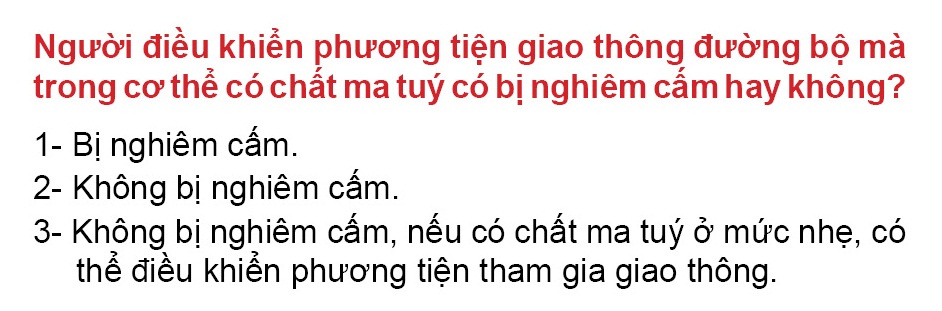 Người điều khiển phương tiện giao thông đường bộ mà
trong cơ thể có chất ma tuý có bị nghiêm cấm hay không?
1- Bị nghiêm cấm.
2- Không bị nghiêm cấm.
3- Không bị nghiêm cấm, nếu có chất ma tuý ở mức nhẹ, có
thể điều khiển phương tiện tham gia giao thông.